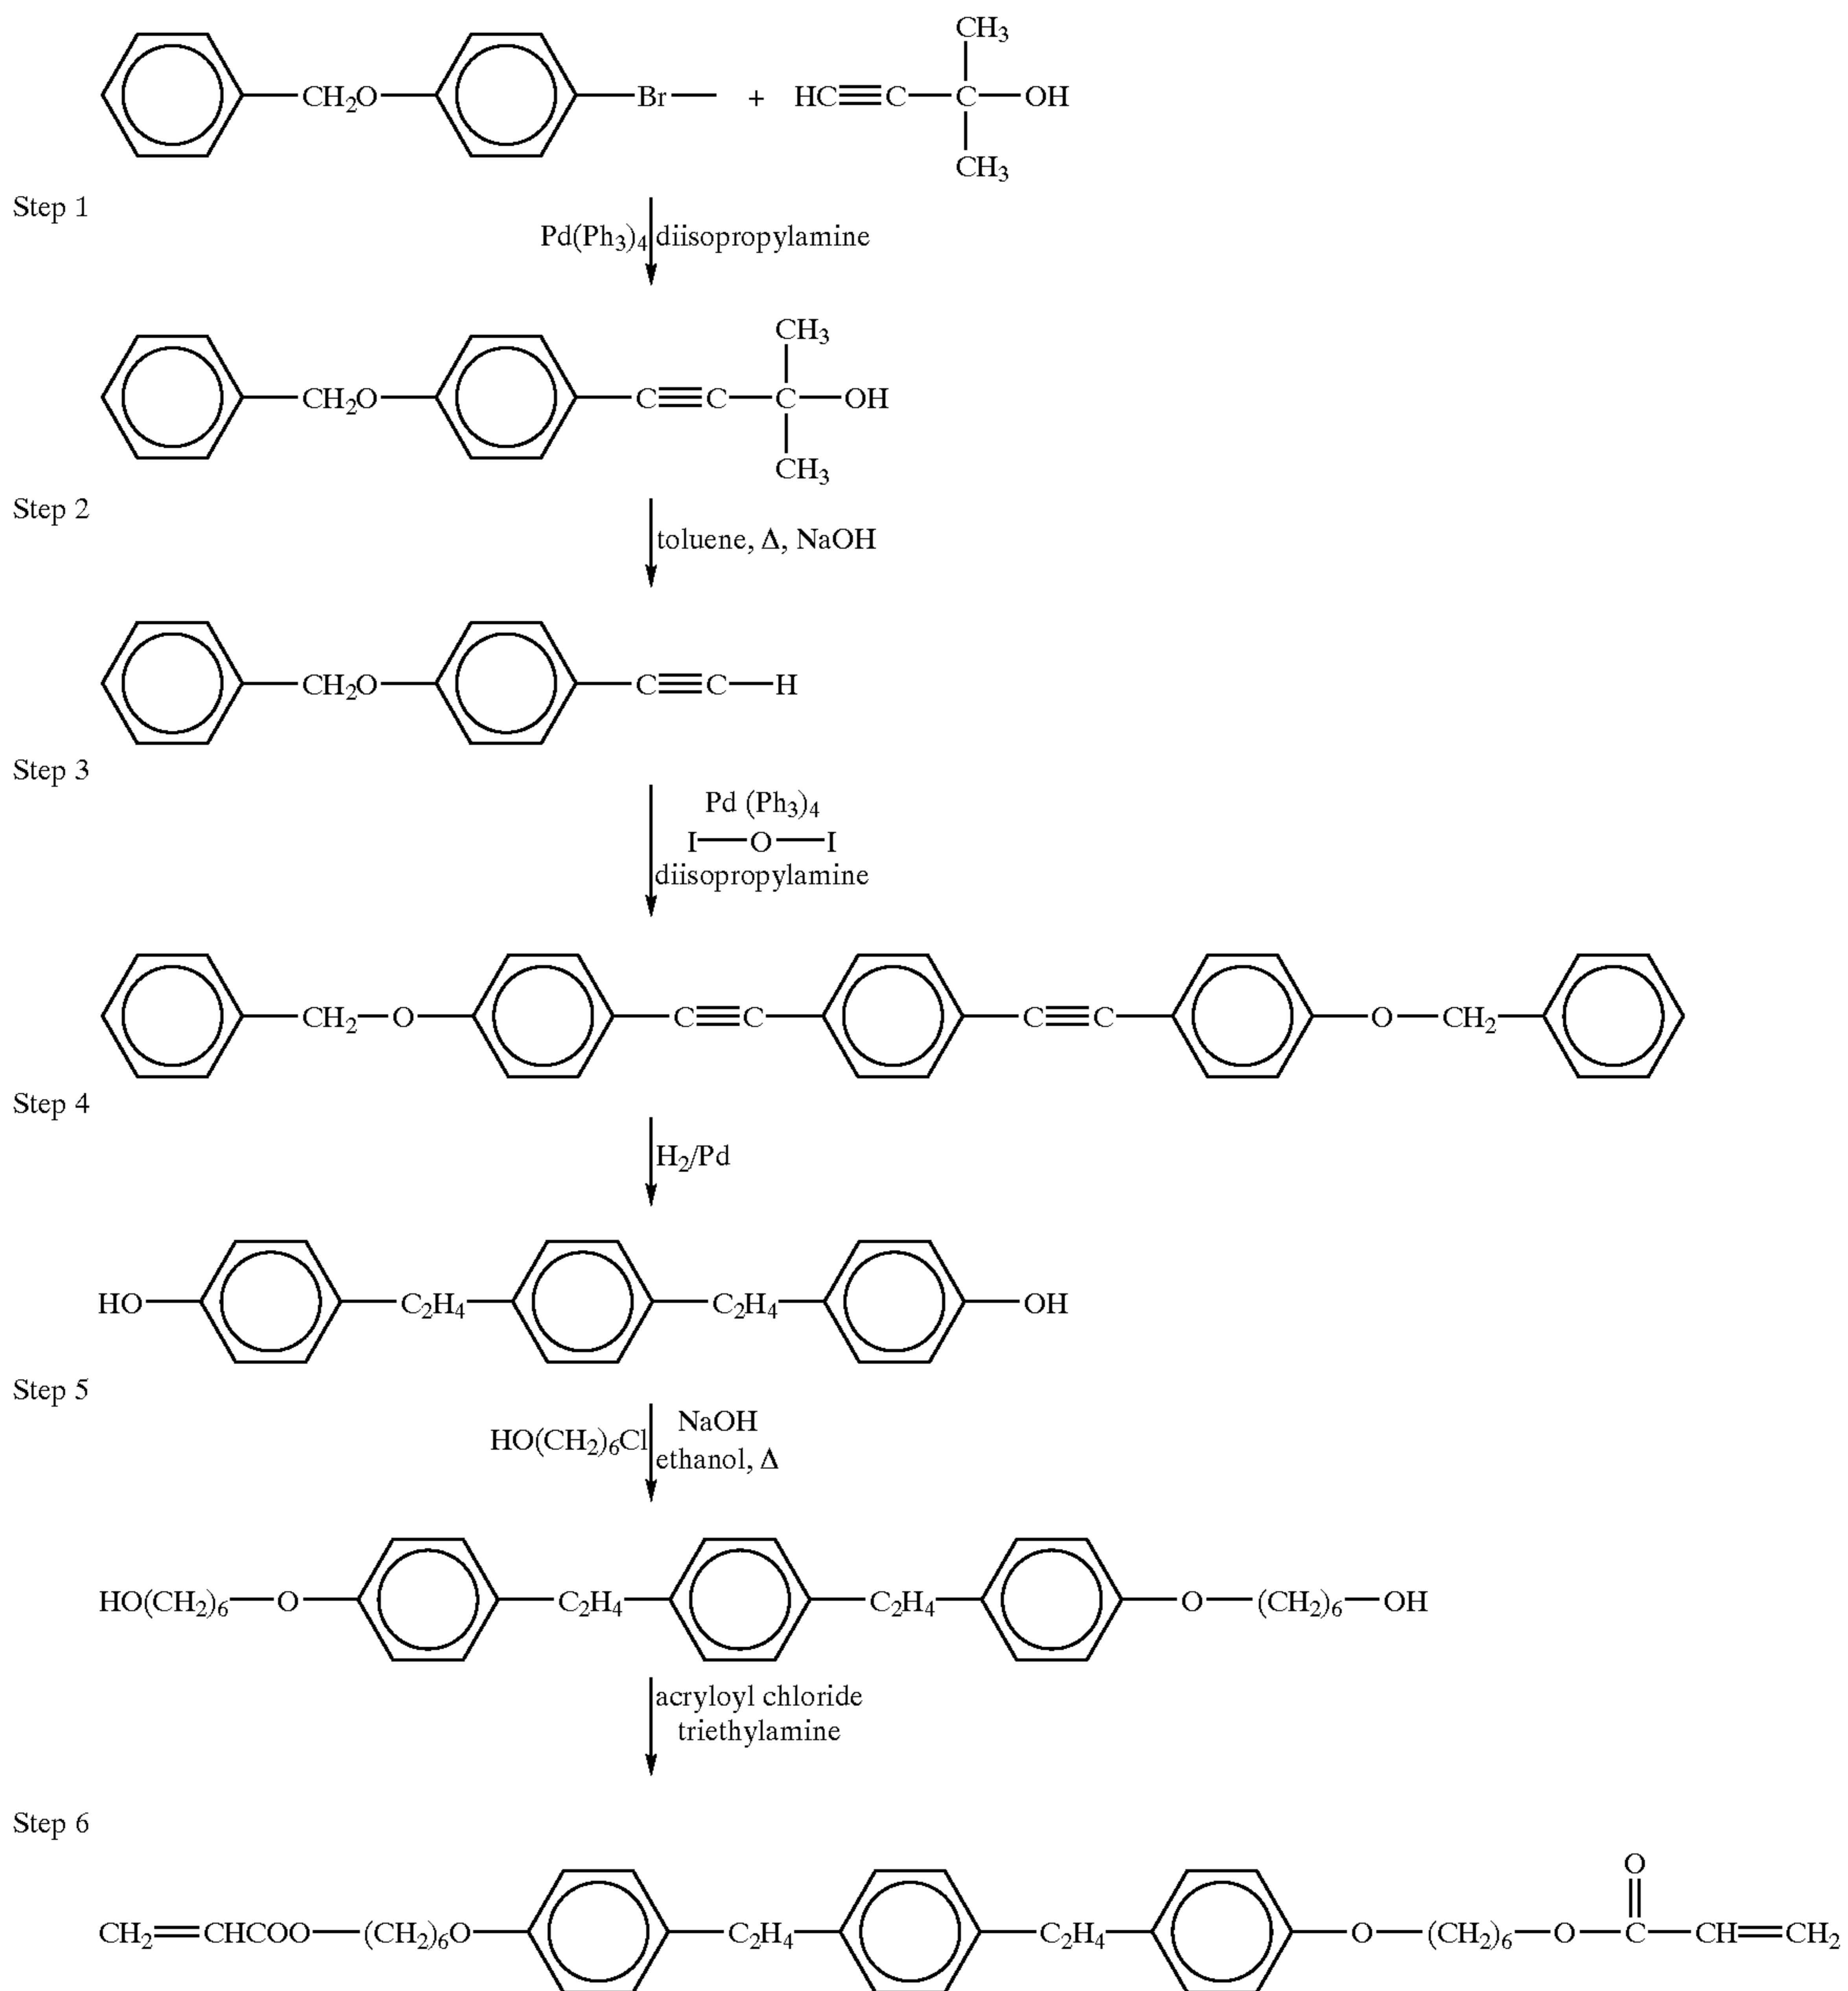 CH3
CH2O Br + HC≡C—C—OH
CH3
Step 1
Pd(Ph3)4 diisopropylamine
CH3
CH2O C≡C—C—OH
CH3
Step 2
toluene, Δ, NaOH
CH2O C≡C—H
Step 3
Pd (Ph3)4
I—O—I
diisopropylamine
CH2—O C≡C C≡C O—CH2
Step 4
H2/Pd
HO C2H4 C2H4 OH
Step 5
HO(CH2)6Cl NaOH
ethanol, Δ
HO(CH2)6—O C2H4 C2H4 O—(CH2)6—OH
acryloyl chloride
triethylamine
Step 6
O
CH2=CHCOO—(CH2)6O C2H4 C2H4 O—(CH2)6—O—C—CH=CH2